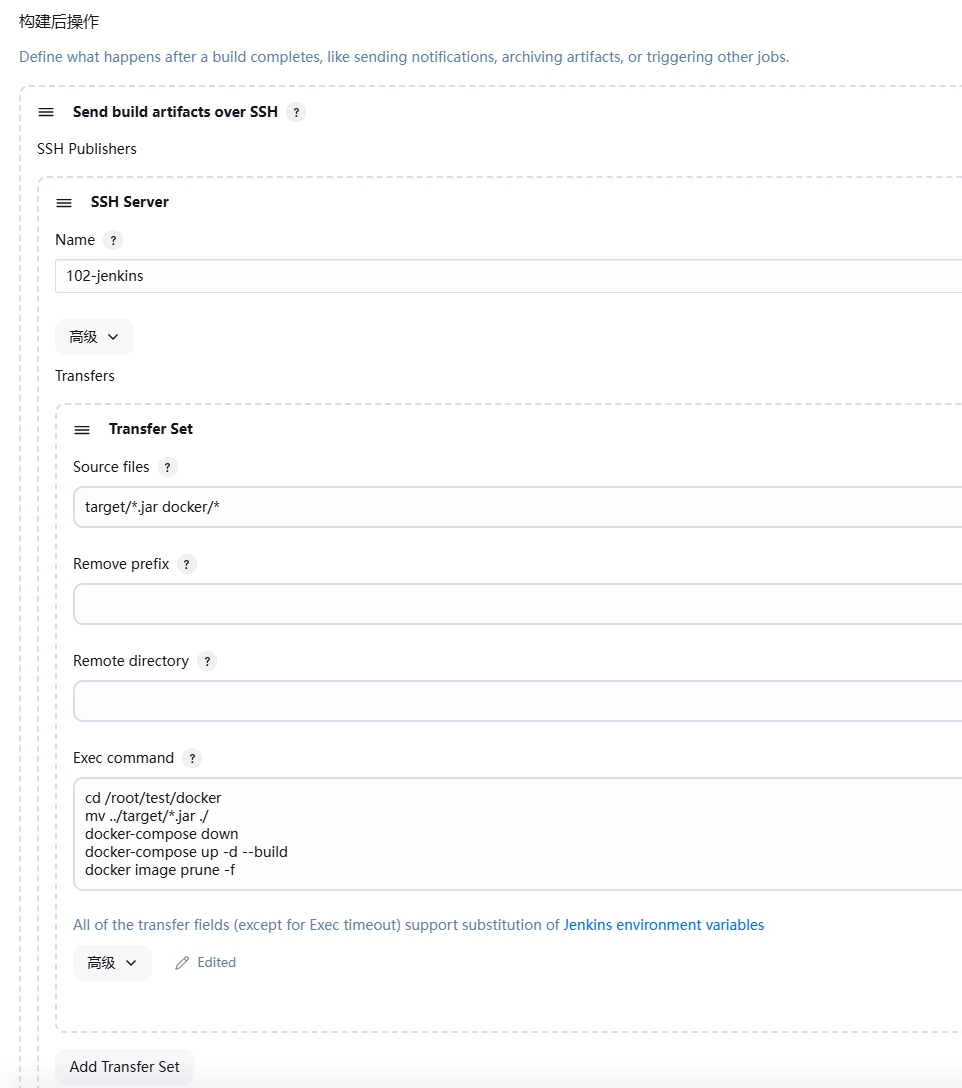 构建后操作
Define what happens after a build completes, like sending notifications, archiving artifacts, or triggering other jobs.
Send build artifacts over SSH ?
SSH Publishers
SSH Server
Name ?
102-jenkins
高级
Transfers
Transfer Set
Source files ?
target/*.jar docker/*
Remove prefix ?
Remote directory ?
Exec command ?
cd /root/test/docker
mv ../target/*.jar ./
docker-compose down
docker-compose up -d --build
docker image prune -f
All of the transfer fields (except for Exec timeout) support substitution of Jenkins environment variables
高级 Edited
Add Transfer Set